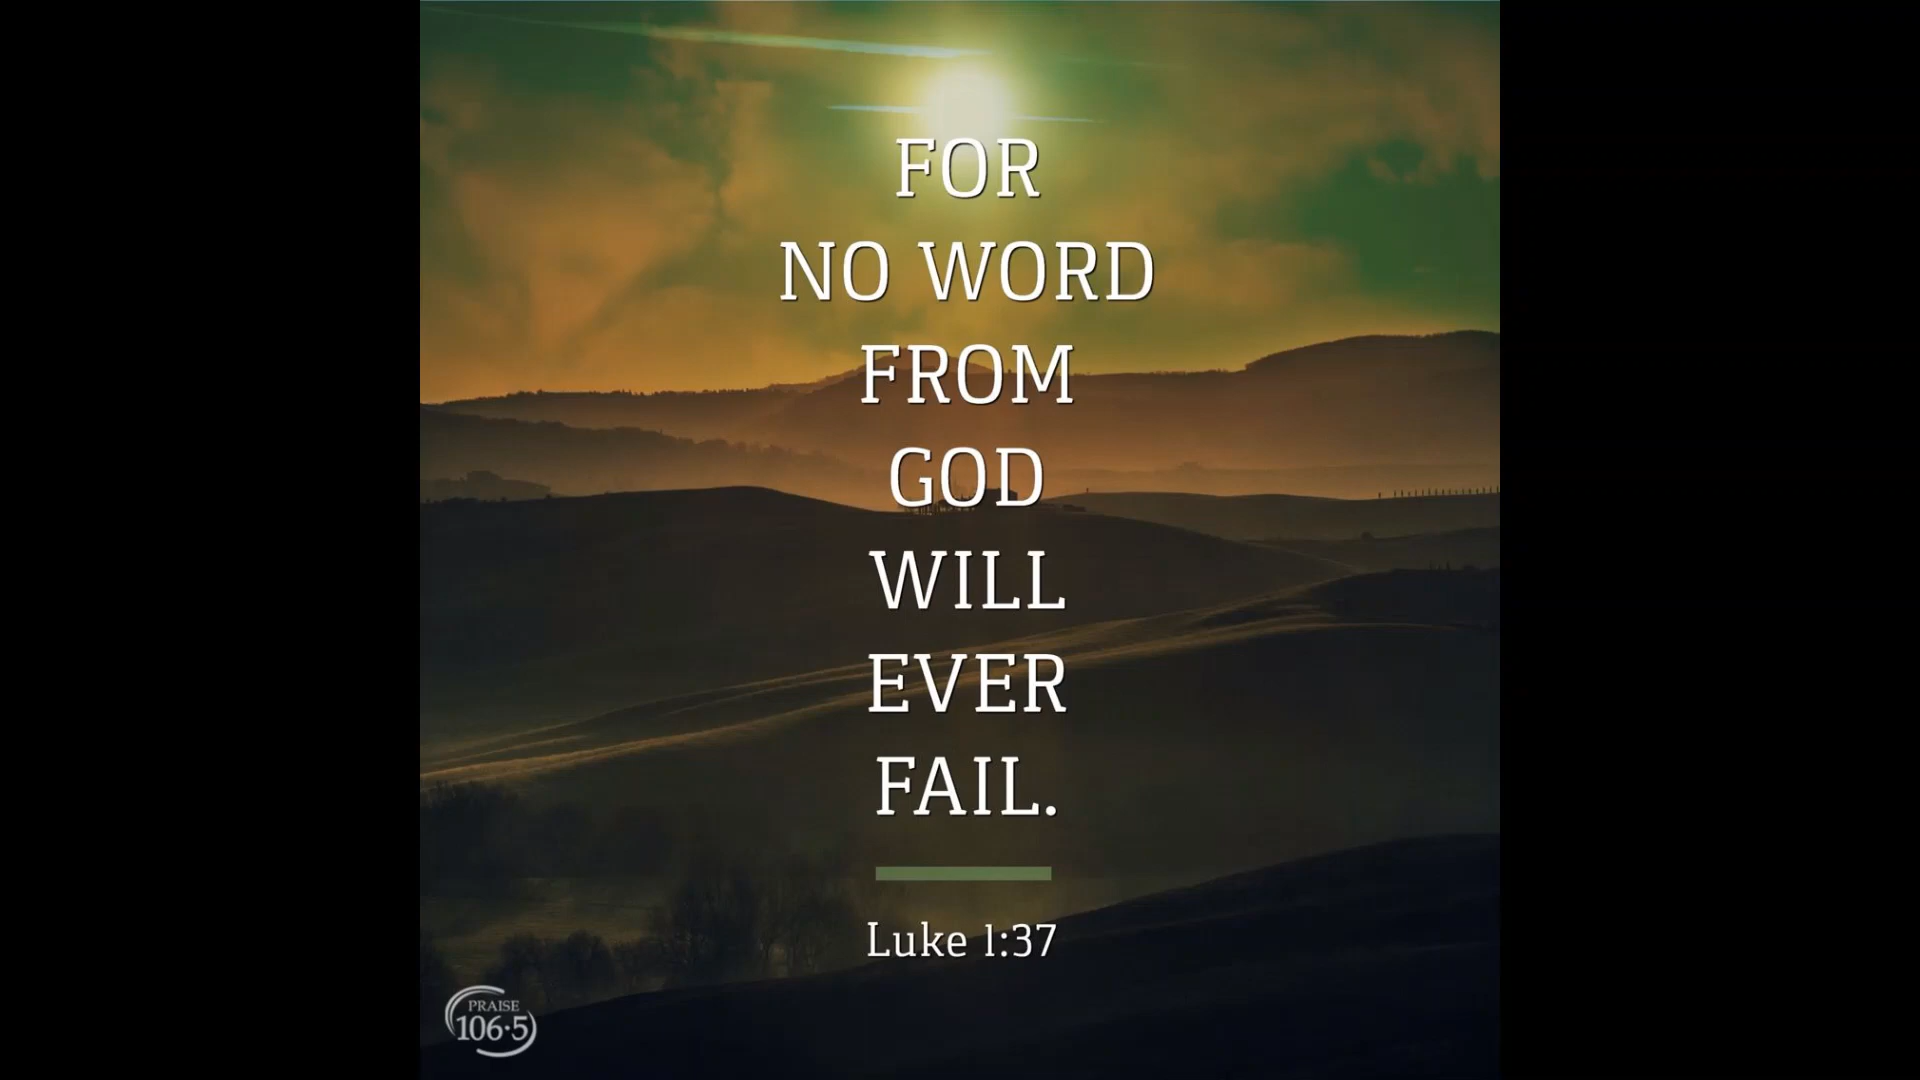 FOR
NO WORD
FROM
GOD
WILL
EVER
FAIL.
Luke 1:37
PRAISE
106.5